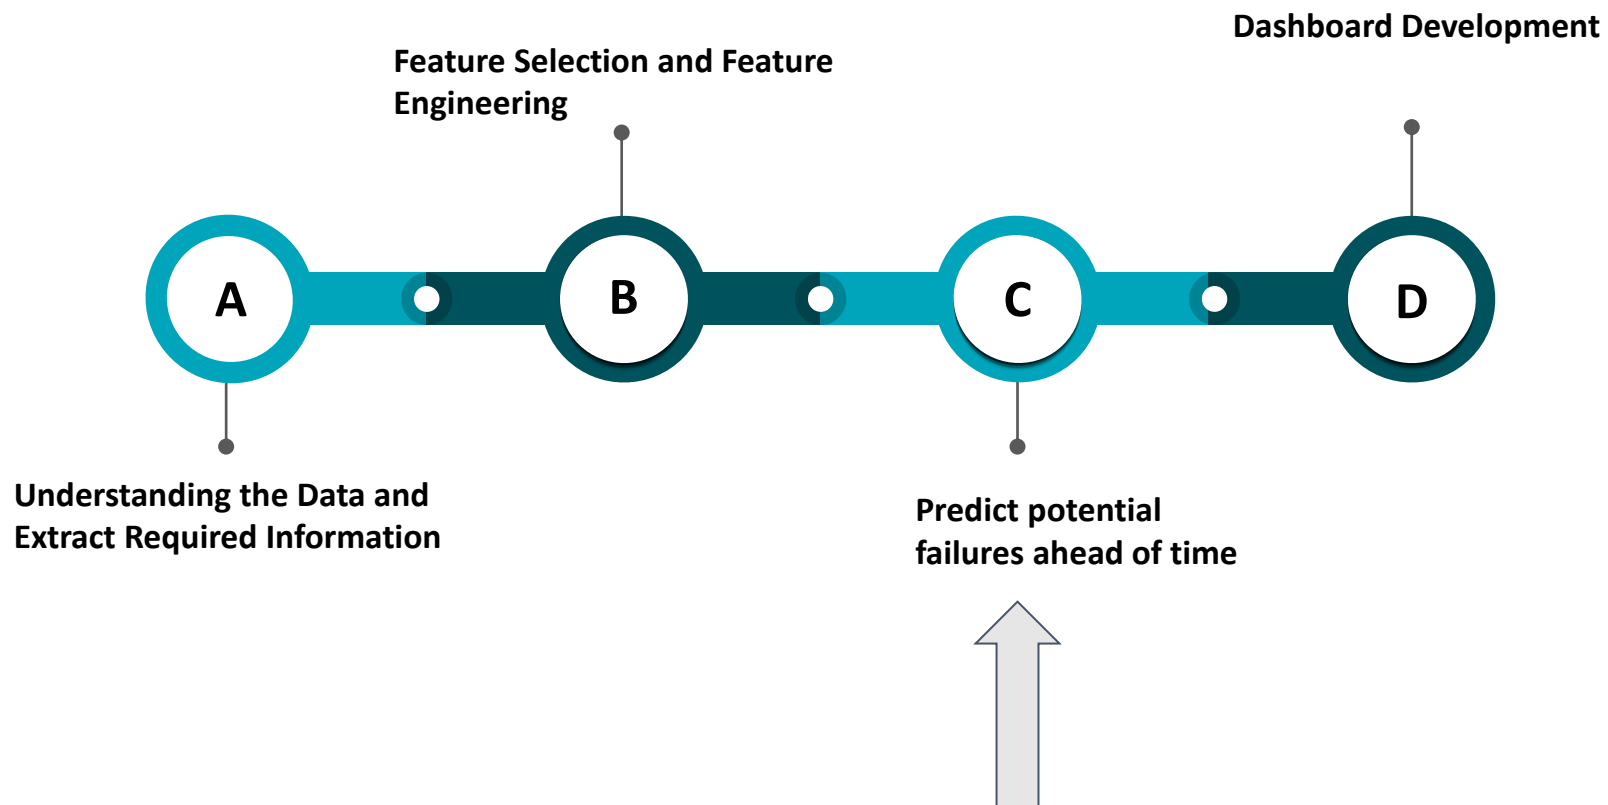 Dashboard Development
Feature Selection and Feature
Engineering
A
B
C
D
Understanding the Data and
Extract Required Information
Predict potential
failures ahead of time